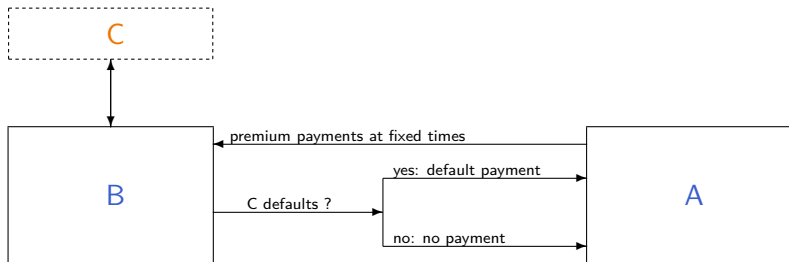 C
premium payments at fixed times
yes: default payment
B
A
C defaults ?
no: no payment